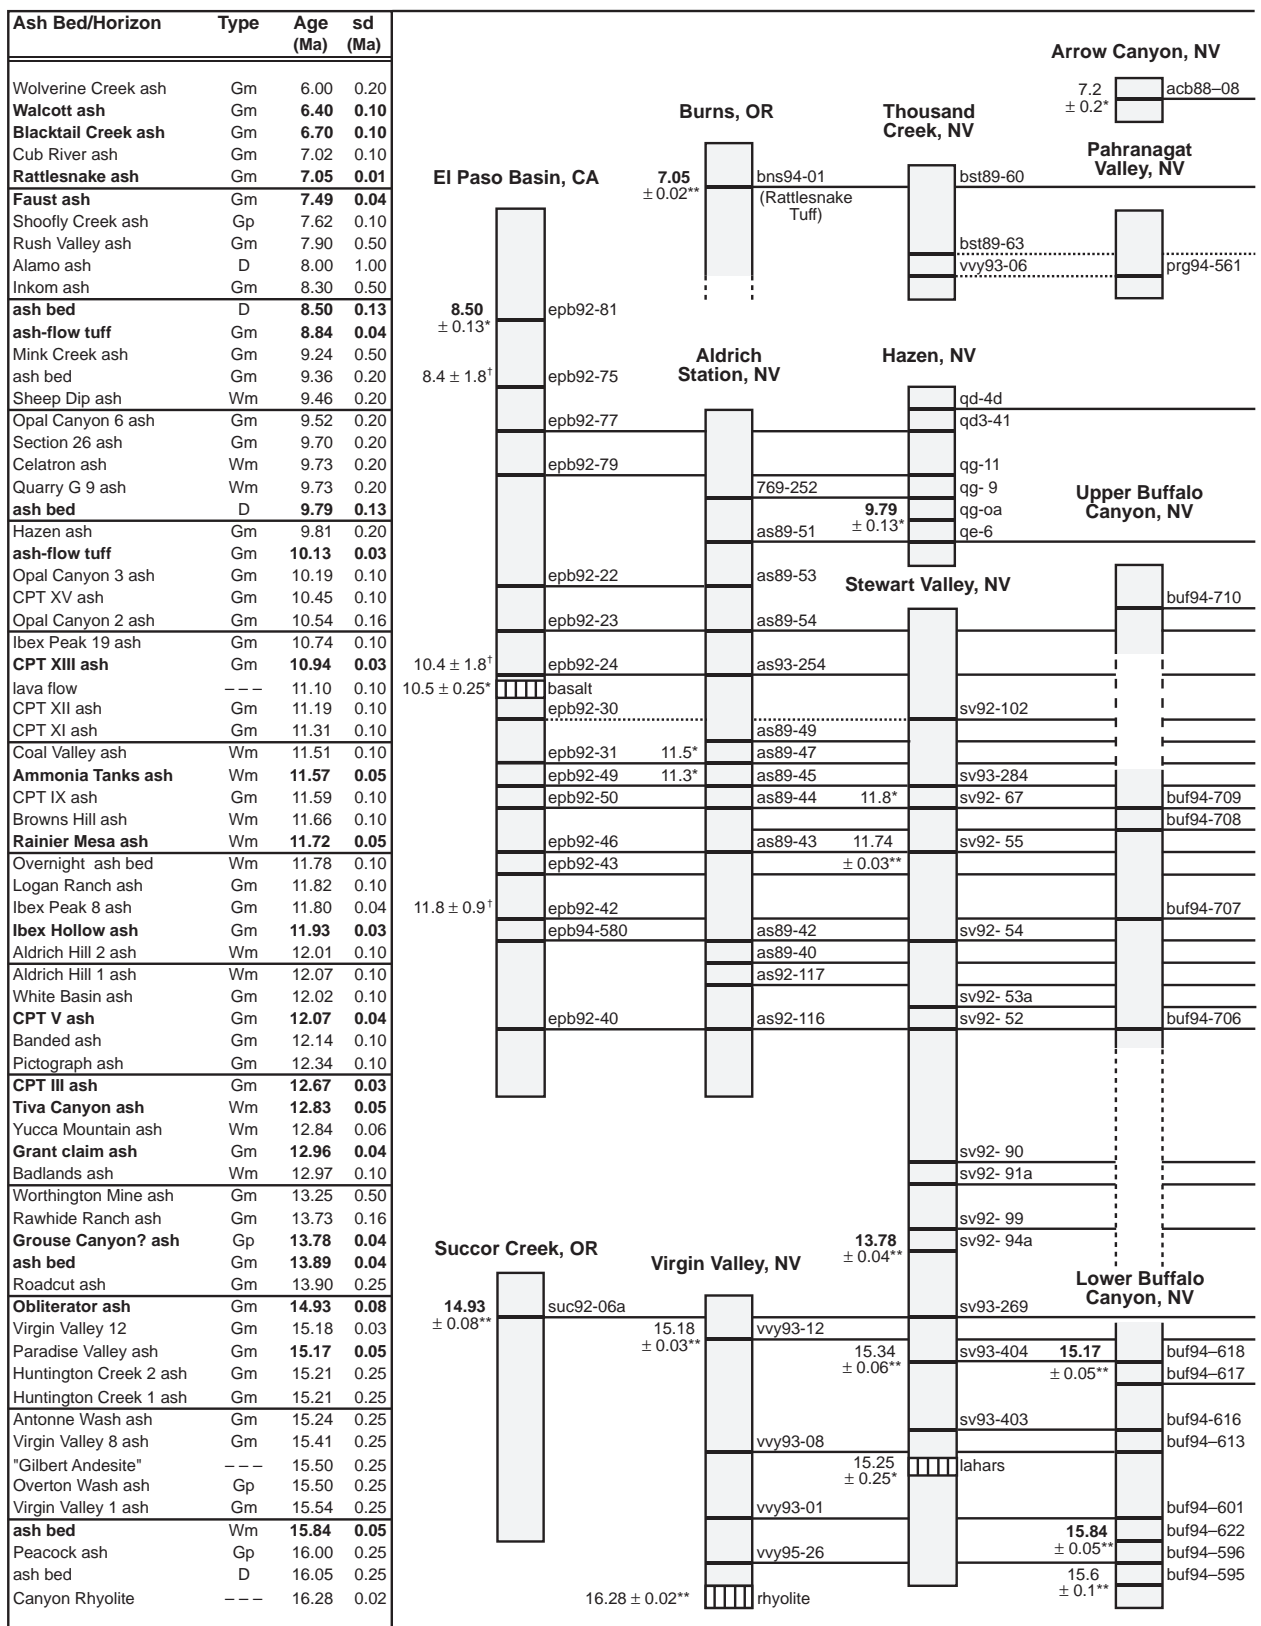 Ash Bed/Horizon Type Age sd
(Ma) (Ma)
Wolverine Creek ash Gm 6.00 0.20
Walcott ash Gm 6.40 0.10
Blacktail Creek ash Gm 6.70 0.10
Cub River ash Gm 7.02 0.10
Rattlesnake ash Gm 7.05 0.01
Faust ash Gm 7.49 0.04
Shoofly Creek ash Gp 7.62 0.10
Rush Valley ash Gm 7.90 0.50
Alamo ash D 8.00 1.00
Inkom ash Gm 8.30 0.50
ash bed D 8.50 0.13
ash-flow tuff Gm 8.84 0.04
Mink Creek ash Gm 9.24 0.50
ash bed Gm 9.36 0.20
Sheep Dip ash Wm 9.46 0.20
Opal Canyon 6 ash Gm 9.52 0.20
Section 26 ash Gm 9.70 0.20
Celatron ash Wm 9.73 0.20
Quarry G 9 ash Wm 9.73 0.20
ash bed D 9.79 0.13
Hazen ash Gm 9.81 0.20
ash-flow tuff Gm 10.13 0.03
Opal Canyon 3 ash Gm 10.19 0.10
CPT XV ash Gm 10.45 0.10
Opal Canyon 2 ash Gm 10.54 0.16
Ibex Peak 19 ash Gm 10.74 0.10
CPT XIII ash Gm 10.94 0.03
lava flow – – – 11.10 0.10
CPT XII ash Gm 11.19 0.10
CPT XI ash Gm 11.31 0.10
Coal Valley ash Wm 11.51 0.10
Ammonia Tanks ash Wm 11.57 0.05
CPT IX ash Gm 11.59 0.10
Browns Hill ash Wm 11.66 0.10
Rainier Mesa ash Wm 11.72 0.05
Overnight ash bed Wm 11.78 0.10
Logan Ranch ash Gm 11.82 0.10
Ibex Peak 8 ash Gm 11.80 0.04
Ibex Hollow ash Gm 11.93 0.03
Aldrich Hill 2 ash Wm 12.01 0.10
Aldrich Hill 1 ash Wm 12.07 0.10
White Basin ash Gm 12.02 0.10
CPT V ash Gm 12.07 0.04
Banded ash Gm 12.14 0.10
Pictograph ash Gm 12.34 0.10
CPT III ash Gm 12.67 0.03
Tiva Canyon ash Wm 12.83 0.05
Yucca Mountain ash Wm 12.84 0.06
Grant claim ash Gm 12.96 0.04
Badlands ash Wm 12.97 0.10
Worthington Mine ash Gm 13.25 0.50
Rawhide Ranch ash Gm 13.73 0.16
Grouse Canyon? ash Gp 13.78 0.04
ash bed Gm 13.89 0.04
Roadcut ash Gm 13.90 0.25
Obliterator ash Gm 14.93 0.08
Virgin Valley 12 Gm 15.18 0.03
Paradise Valley ash Gm 15.17 0.05
Huntington Creek 2 ash Gm 15.21 0.25
Huntington Creek 1 ash Gm 15.21 0.25
Antonne Wash ash Gm 15.24 0.25
Virgin Valley 8 ash Gm 15.41 0.25
"Gilbert Andesite" – – – 15.50 0.25
Overton Wash ash Gp 15.50 0.25
Virgin Valley 1 ash Gm 15.54 0.25
ash bed Wm 15.84 0.05
Peacock ash Gp 16.00 0.25
ash bed D 16.05 0.25
Canyon Rhyolite – – – 16.28 0.02
El Paso Basin, CA
8.50
± 0.13*
epb92-81
8.4 ± 1.8†
epb92-75
epb92-77
epb92-79
epb92-22
epb92-23
10.4 ± 1.8†
epb92-24
10.5 ± 0.25*
basalt
epb92-30
epb92-31
epb92-49
epb92-50
epb92-46
epb92-43
11.8 ± 0.9†
epb92-42
epb94-580
epb92-40
Succor Creek, OR
14.93
± 0.08**
suc92-06a
Burns, OR
7.05
± 0.02**
bns94-01
(Rattlesnake
Tuff)
Aldrich
Station, NV
769-252
as89-51
as89-53
as89-54
as93-254
as89-49
11.5*
as89-47
11.3*
as89-45
as89-44
as89-43
as89-42
as89-40
as92-117
as92-116
Virgin Valley, NV
15.18
± 0.03**
vvy93-12
vvy93-08
vvy93-01
vvy95-26
16.28 ± 0.02**
rhyolite
Thousand
Creek, NV
bst89-60
bst89-63
vvy93-06
Hazen, NV
qd-4d
qd3-41
qg-11
qg- 9
9.79
± 0.13*
qg-oa
qe-6
Stewart Valley, NV
sv92-102
sv93-284
11.8*
sv92- 67
11.74
± 0.03**
sv92- 55
sv92- 54
sv92- 53a
sv92- 52
sv92- 90
sv92- 91a
sv92- 99
13.78
± 0.04**
sv92- 94a
sv93-269
15.34
± 0.06**
sv93-404
sv93-403
15.25
± 0.25*
lahars
Arrow Canyon, NV
7.2
± 0.2*
acb88–08
Pahranagat
Valley, NV
prg94-561
Upper Buffalo
Canyon, NV
buf94-710
buf94-709
buf94-708
buf94-707
buf94-706
Lower Buffalo
Canyon, NV
15.17
± 0.05**
buf94–618
buf94–617
buf94-616
buf94–613
buf94–601
15.84
± 0.05**
buf94–622
buf94–596
15.6
± 0.1**
buf94–595